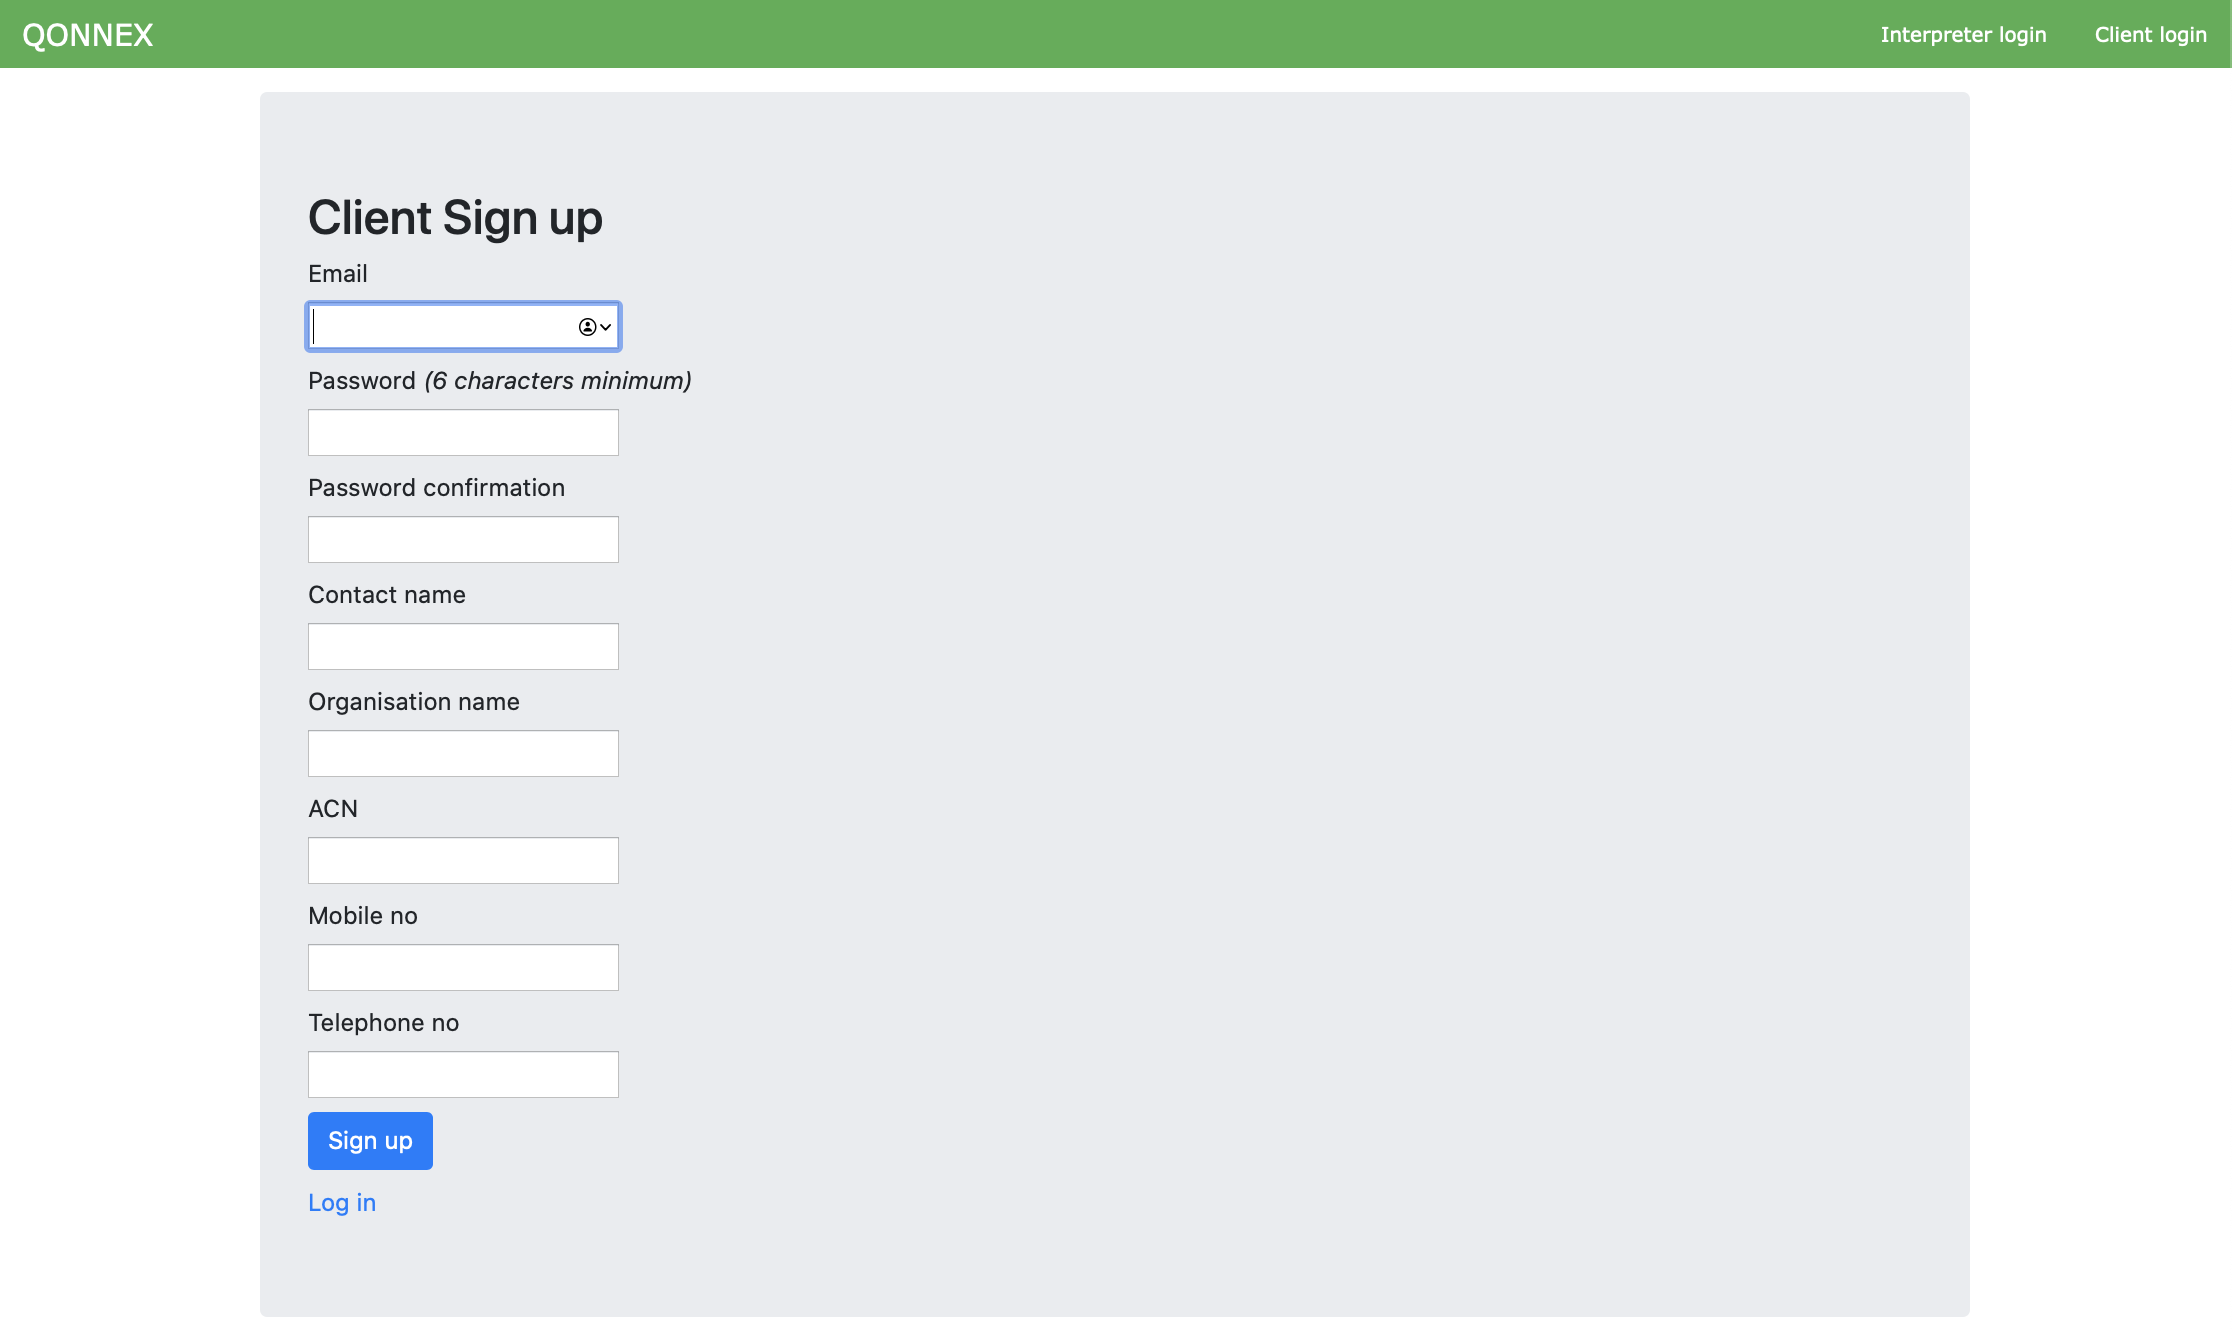 QONNEX
Interpreter login
Client login
Client Sign up
Email
Password (6 characters minimum)
Password confirmation
Contact name
Organisation name
ACN
Mobile no
Telephone no
Sign up
Log in